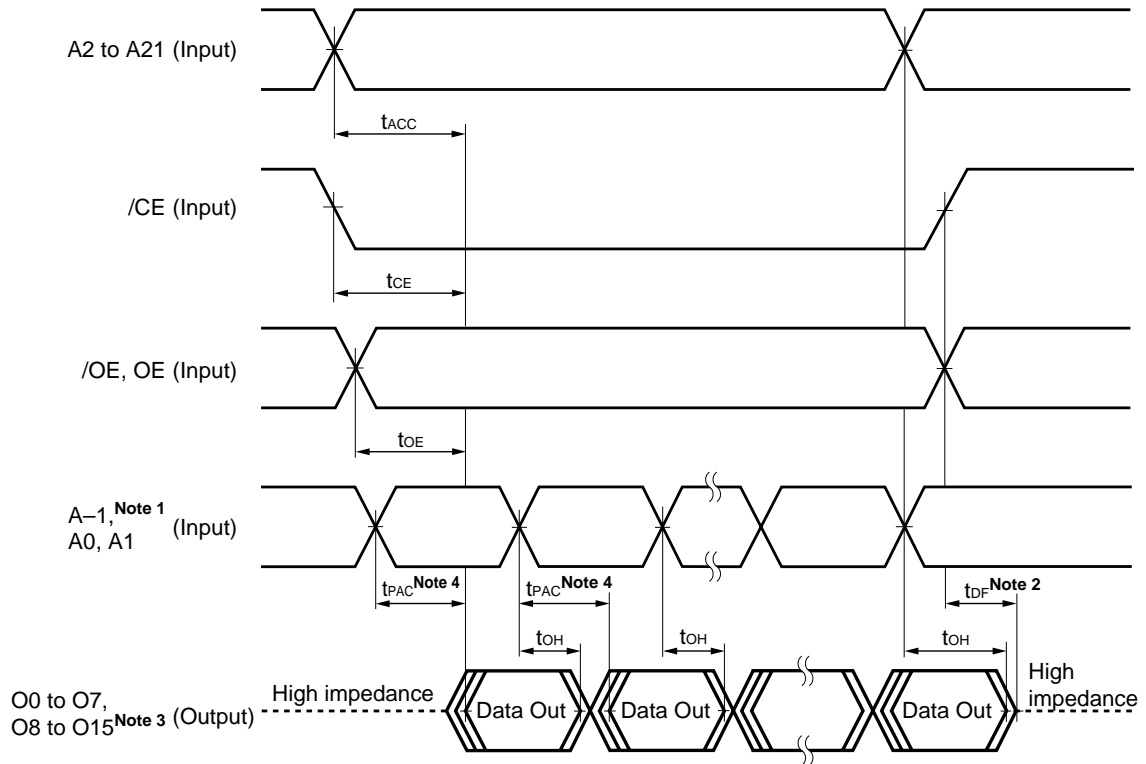 A2 to A21 (Input)
tACC
/CE (Input)
tCE
/OE, OE (Input)
tOE
A–1,Note 1 (Input)
A0, A1
tPACNote 4
tPACNote 4
tDFNote 2
tOH
tOH
tOH
High impedance
High
impedance
O0 to O7,
O8 to O15Note 3 (Output)
Data Out
Data Out
Data Out